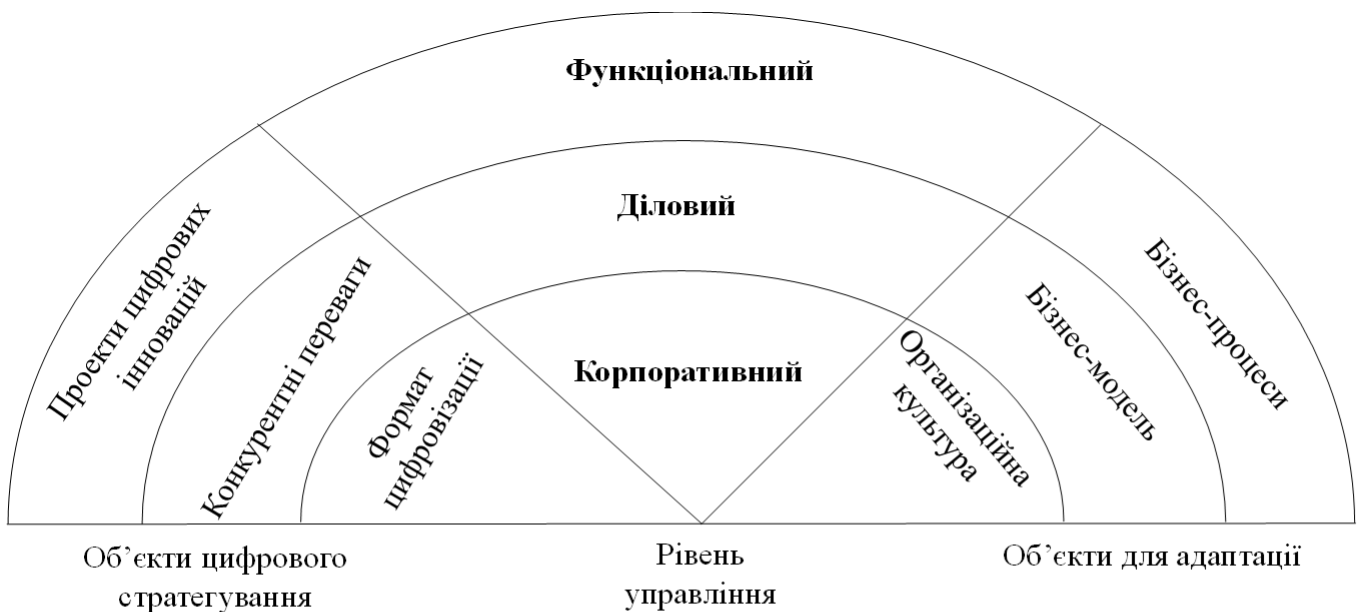 Функціональний
Діловий
Корпоративний
Проекти цифрових
інновацій
Конкурентні переваги
Формат
цифровізації
Організаційна
культура
Бізнес-модель
Бізнес-процеси
Об’єкти цифрового
стратегування
Рівень
управління
Об’єкти для адаптації